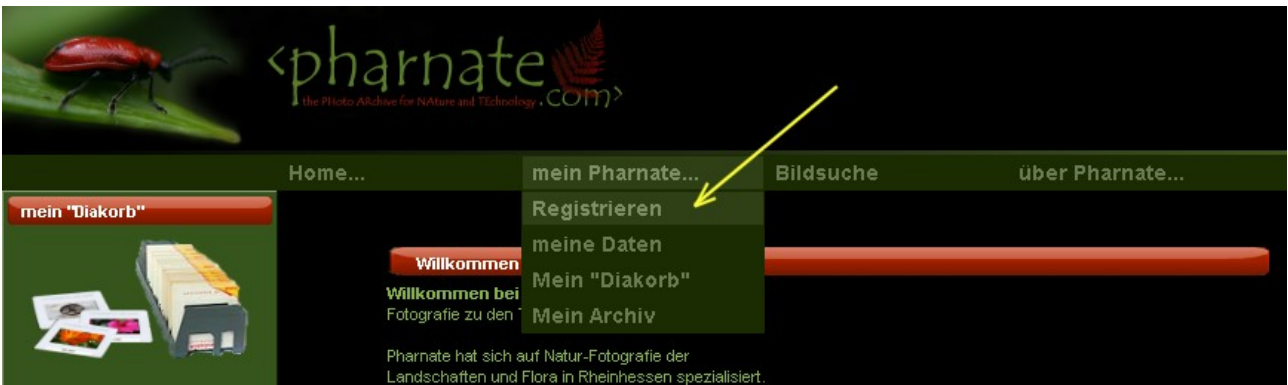 <pharnate.com>
the PHoto ARchive for NAture and TEchnology
Home... mein Pharnate... Bildsuche über Pharnate...
mein "Diakorb"
Registrieren
meine Daten
Mein "Diakorb"
Mein Archiv
Willkommen
Willkommen bei
Fotografie zu den
Pharnate hat sich auf Natur-Fotografie der
Landschaften und Flora in Rheinhessen spezialisiert.